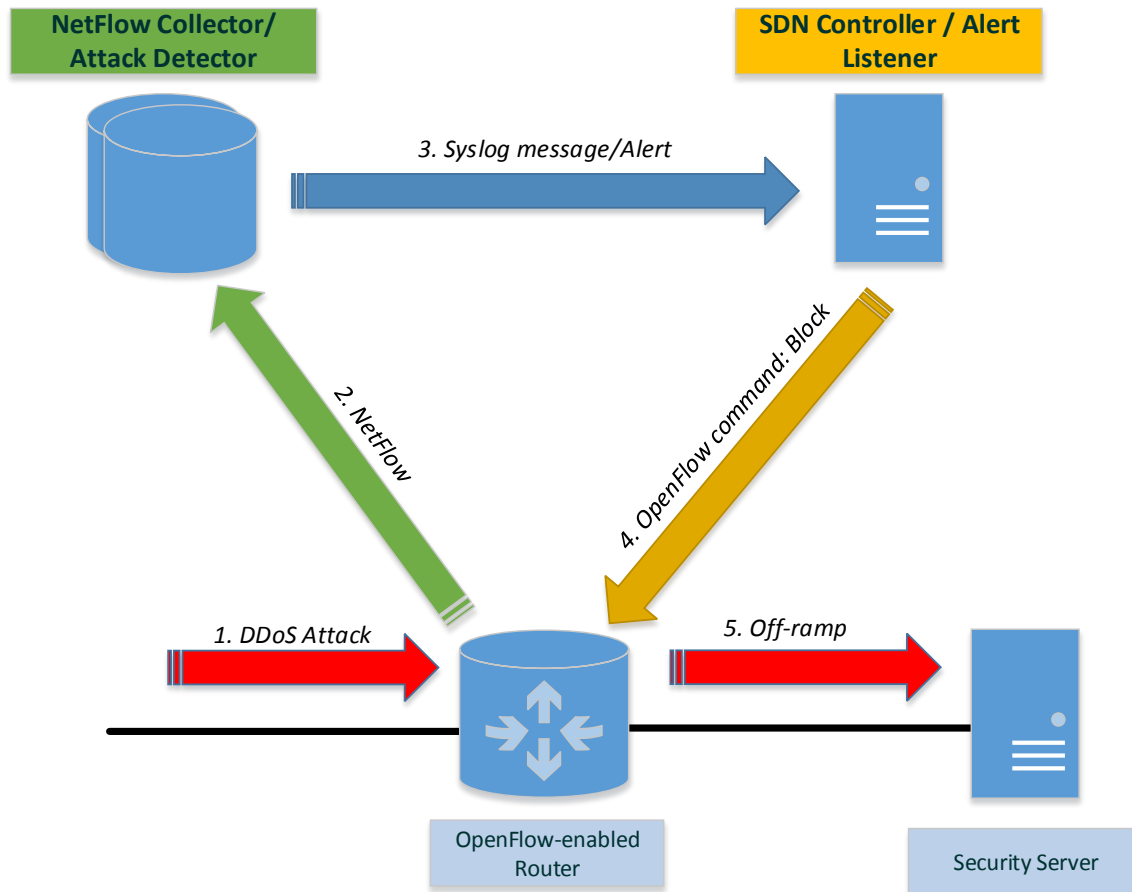 NetFlow Collector/
Attack Detector
SDN Controller / Alert
Listener
3. Syslog message/Alert
2. NetFlow
4. OpenFlow command: Block
1. DDoS Attack
5. Off-ramp
OpenFlow-enabled
Router
Security Server